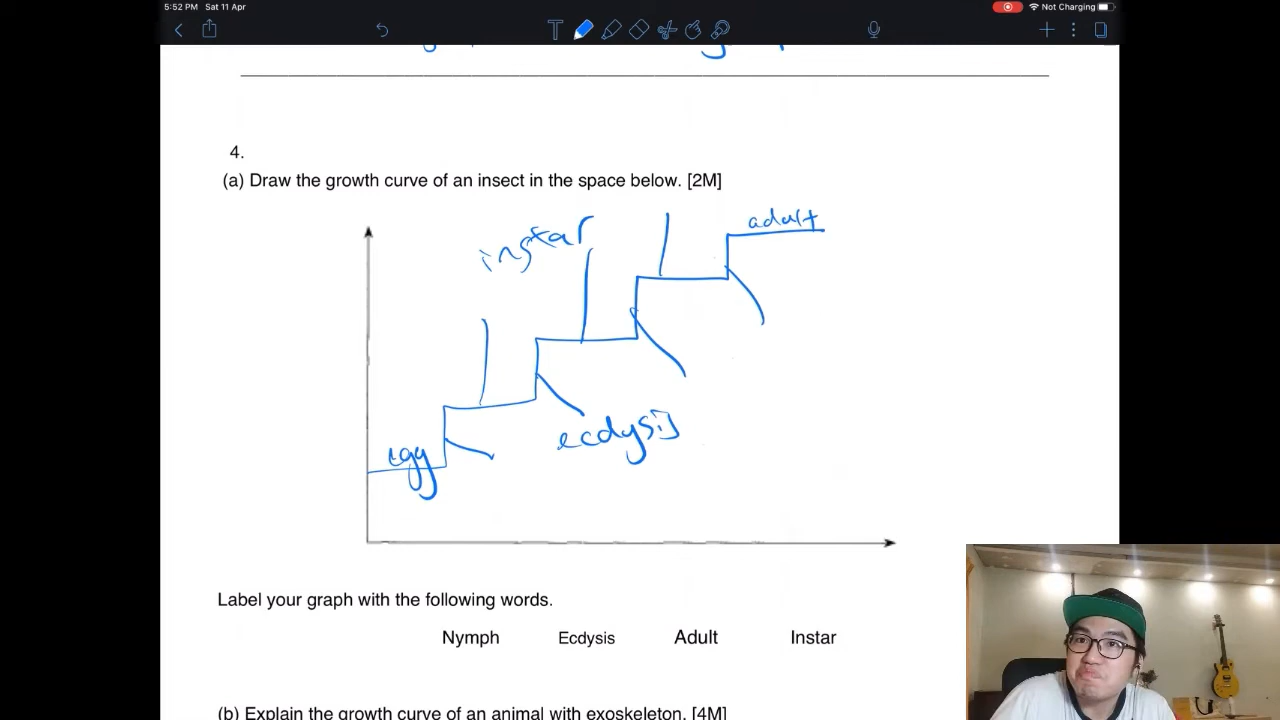 5:52 PM Sat 11 Apr
Not Charging
4.
(a) Draw the growth curve of an insect in the space below. [2M]
adult
instar
ecdysis
egg
Label your graph with the following words.
Nymph Ecdysis Adult Instar
(b) Explain the growth curve of an animal with exoskeleton. [4M]